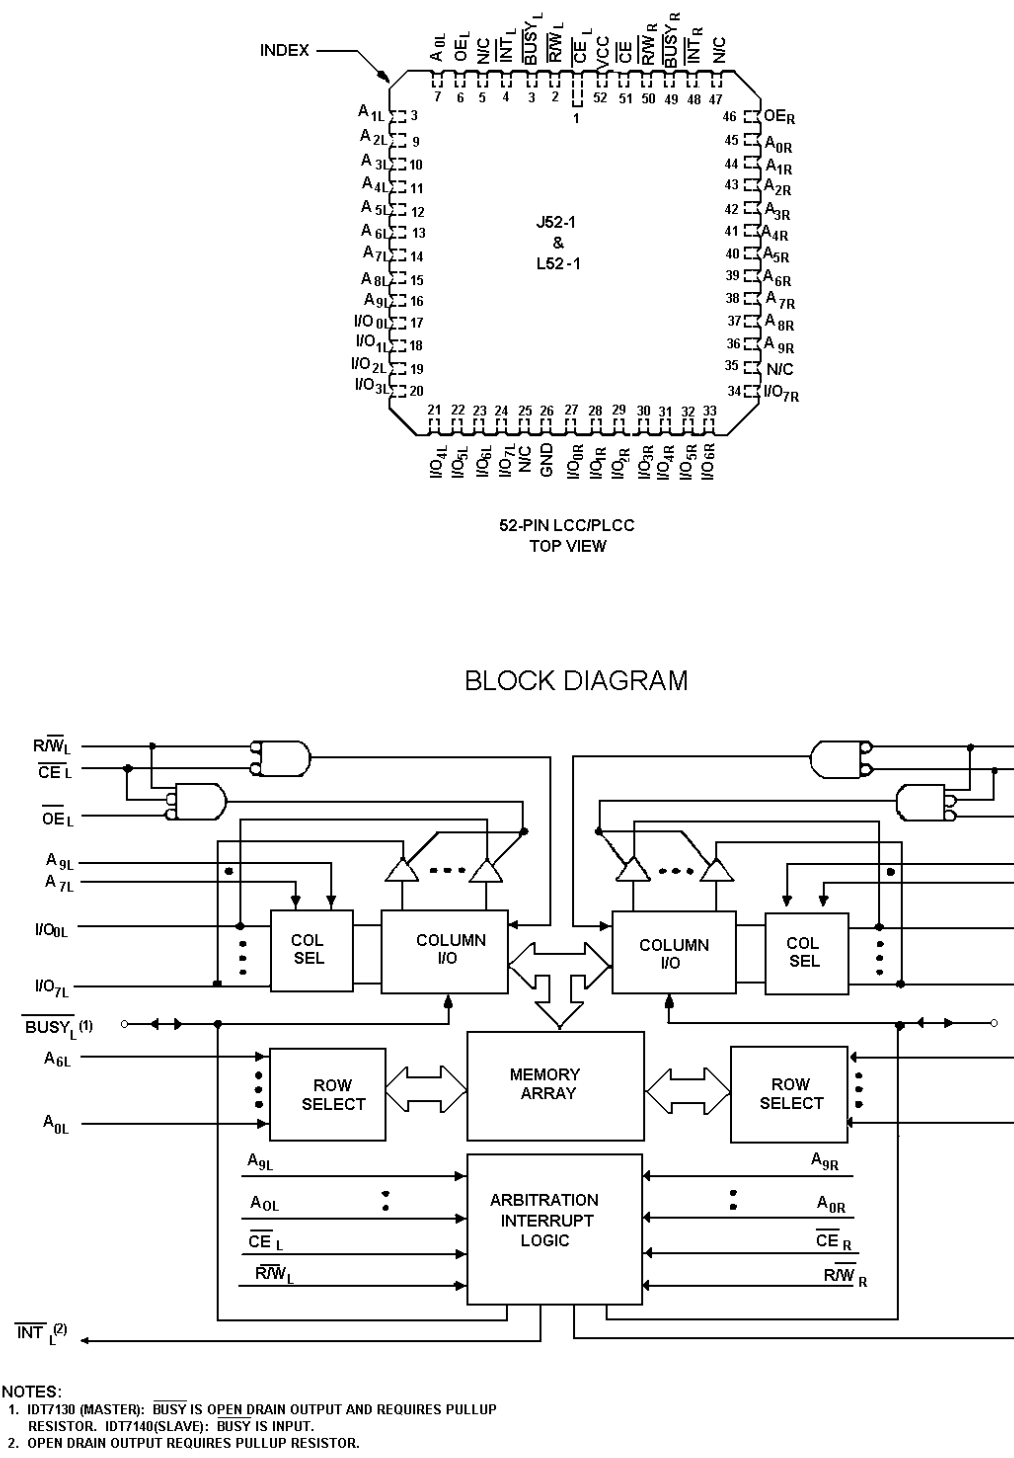 INDEX
A0L OEL N/C INTL BUSYL R/WL CEL VCC CE R/WR BUSYR INTR N/C
7 6 5 4 3 2 1 52 51 50 49 48 47
A1L 3
A2L 9
A3L 10
A4L 11
A5L 12
A6L 13
A7L 14
A8L 15
A9L 16
I/O0L 17
I/O1L 18
I/O2L 19
I/O3L 20
46 OER
45 A0R
44 A1R
43 A2R
42 A3R
41 A4R
40 A5R
39 A6R
38 A7R
37 A8R
36 A9R
35 N/C
34 I/O7R
J52-1
&
L52-1
21 22 23 24 25 26 27 28 29 30 31 32 33
I/O4L I/O5L I/O6L I/O7L N/C GND I/O0R I/O1R I/O2R I/O3R I/O4R I/O5R I/O6R
52-PIN LCC/PLCC
TOP VIEW
BLOCK DIAGRAM
R/WL
CEL
OEL
A9L
A7L
I/O0L
I/O7L
COL
SEL
COLUMN
I/O
COLUMN
I/O
COL
SEL
BUSYL(1)
A6L
A0L
ROW
SELECT
MEMORY
ARRAY
ROW
SELECT
A9L
A0L
CEL
R/WL
ARBITRATION
INTERRUPT
LOGIC
A9R
A0R
CER
R/WR
INTL(2)
NOTES:
1. IDT7130 (MASTER): BUSY IS OPEN DRAIN OUTPUT AND REQUIRES PULLUP
RESISTOR. IDT7140(SLAVE): BUSY IS INPUT.
2. OPEN DRAIN OUTPUT REQUIRES PULLUP RESISTOR.